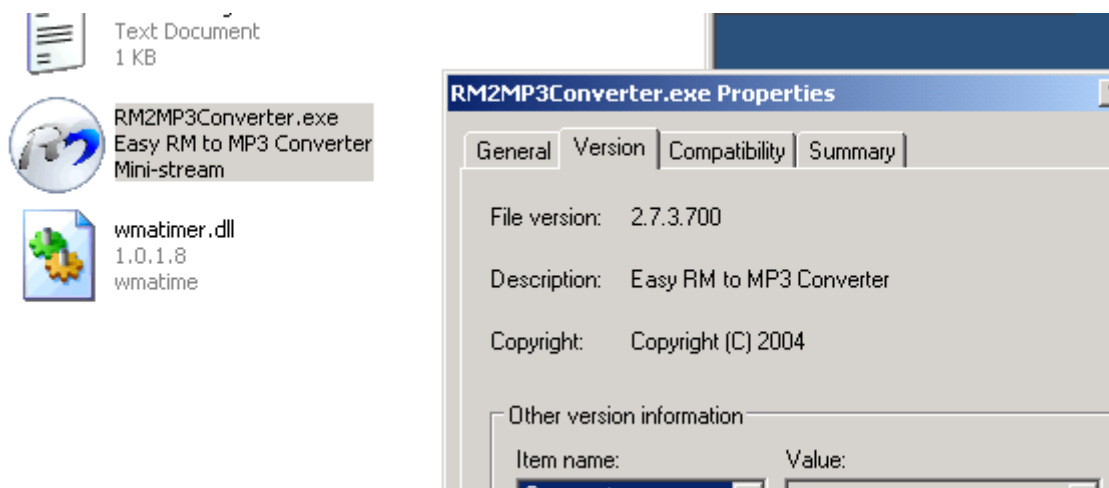 Text Document
1 KB
RM2MP3Converter.exe
Easy RM to MP3 Converter
Mini-stream
wmatimer.dll
1.0.1.8
wmatime
RM2MP3Converter.exe Properties
General Version Compatibility Summary
File version: 2.7.3.700
Description: Easy RM to MP3 Converter
Copyright: Copyright (C) 2004
Other version information
Item name: Value: